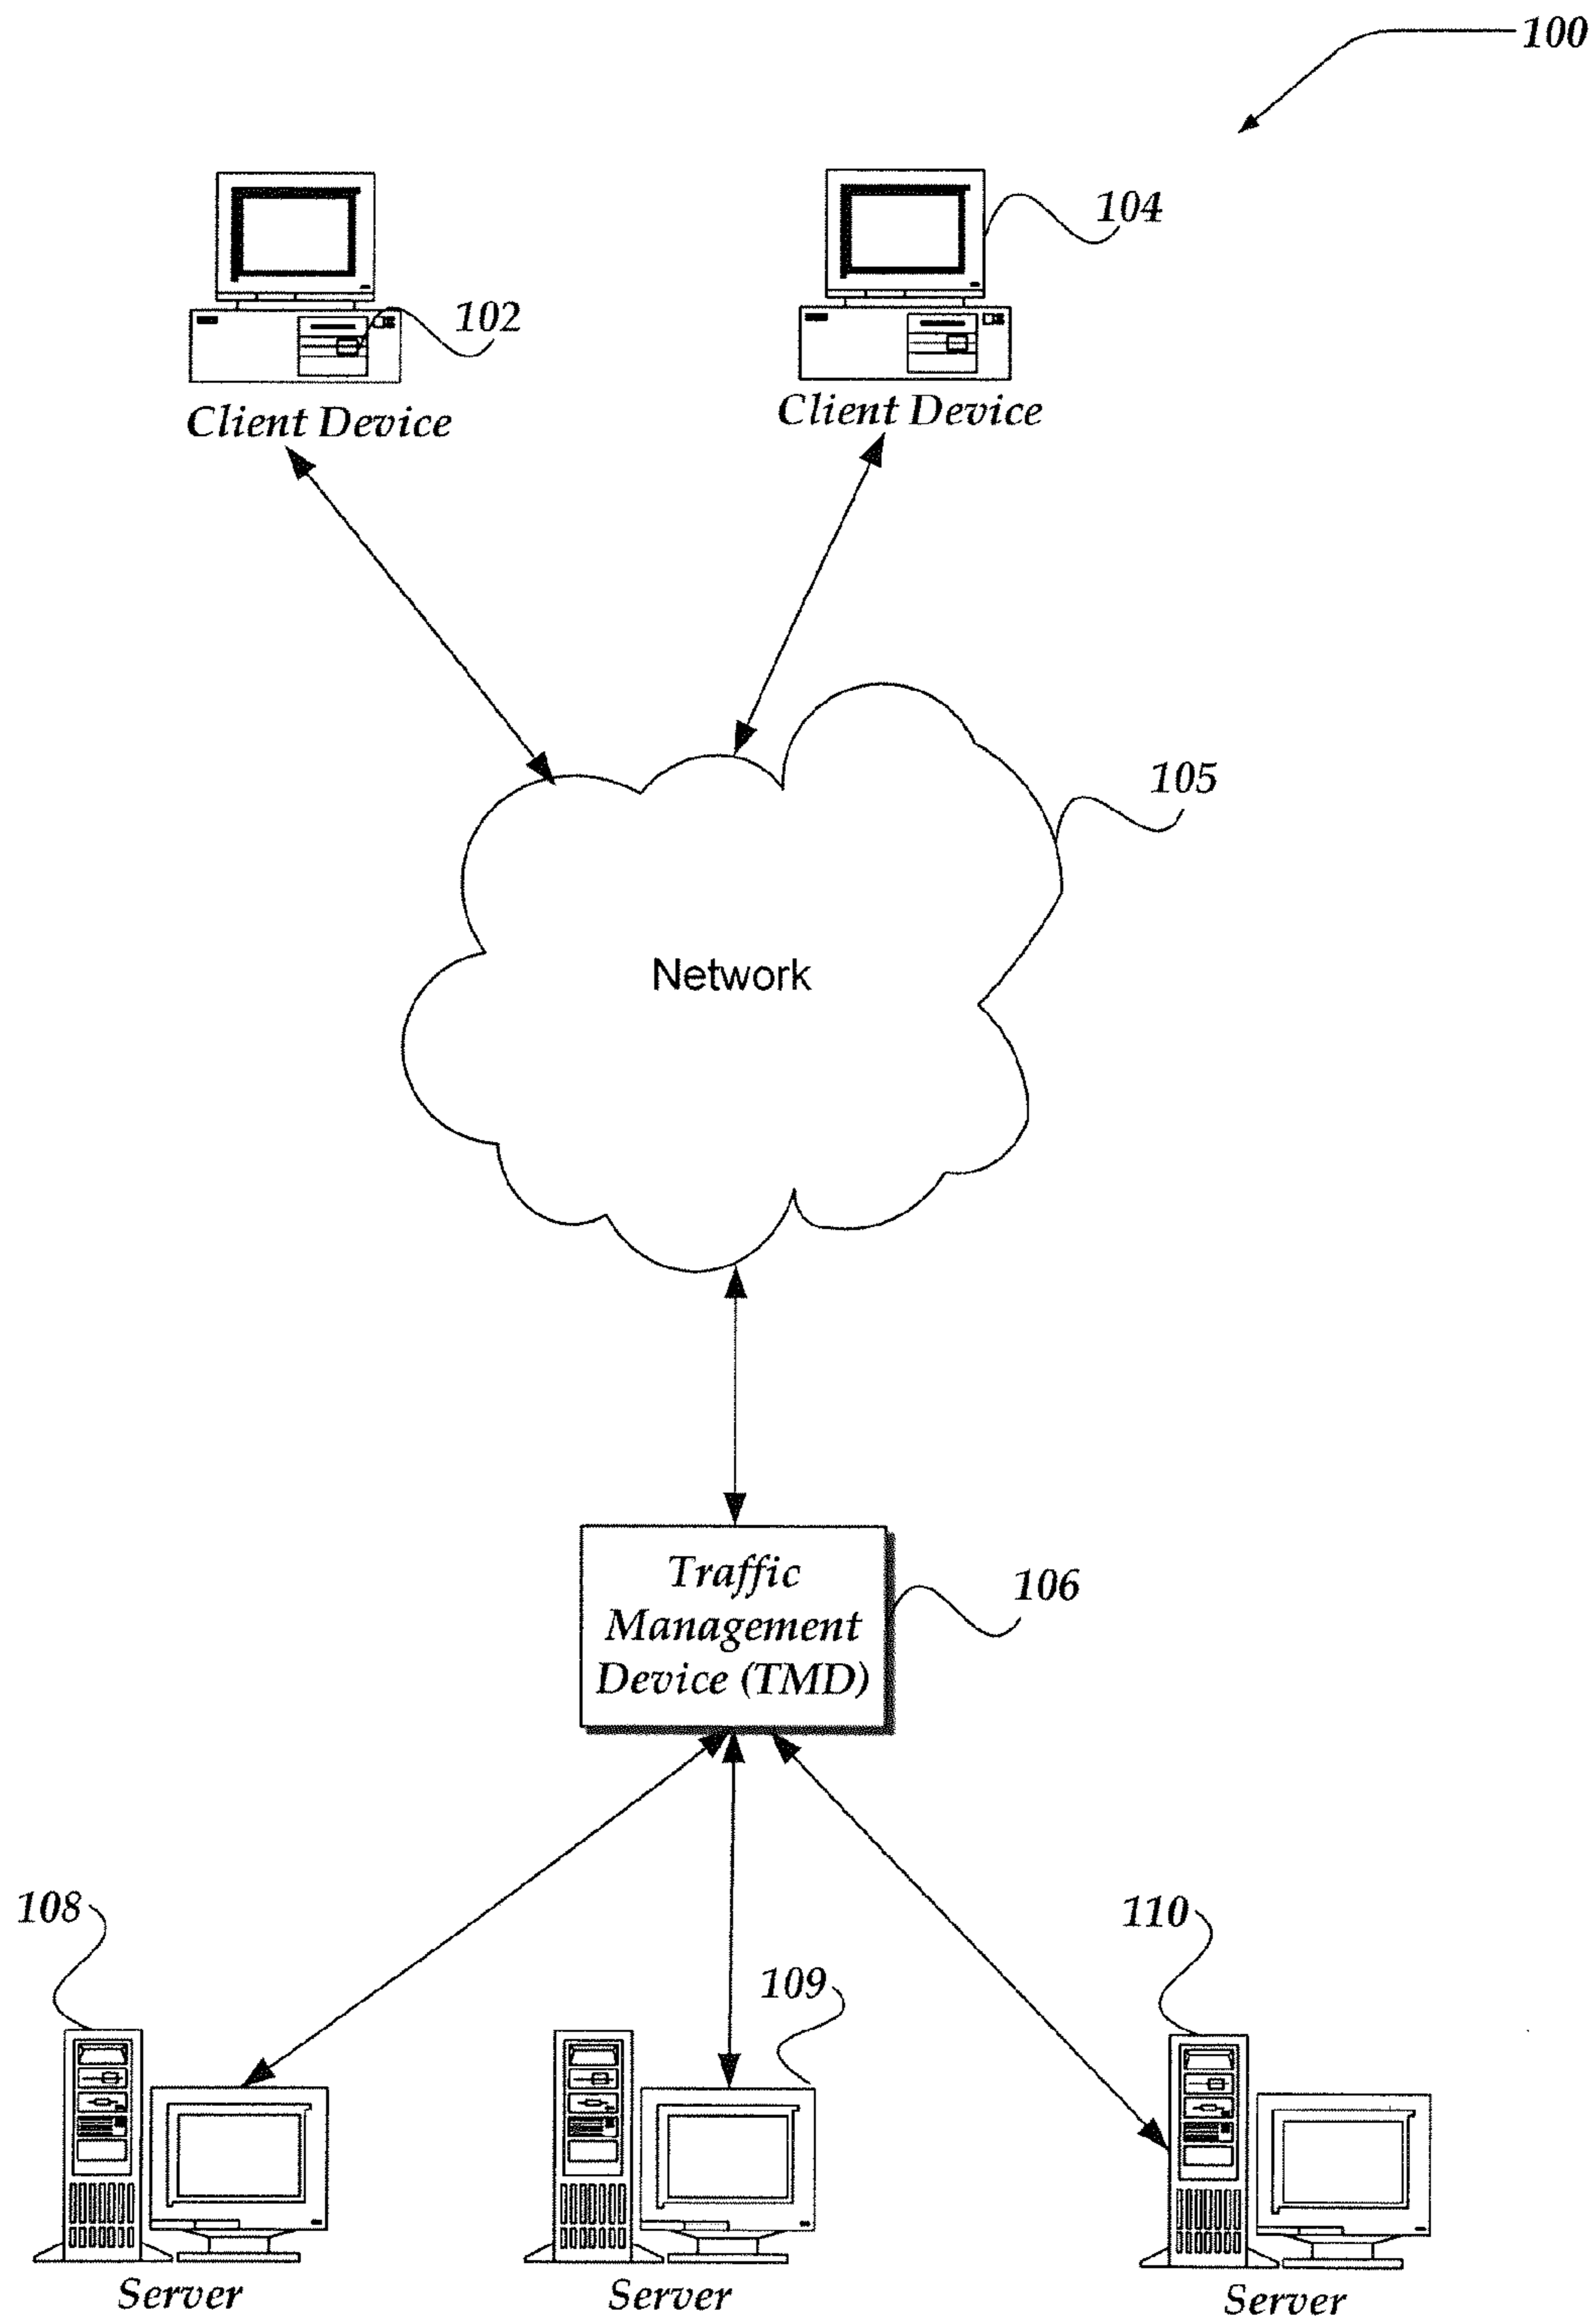 100
104
102
Client Device
Client Device
105
Network
Traffic
Management
Device (TMD)
106
108
110
109
Server
Server
Server